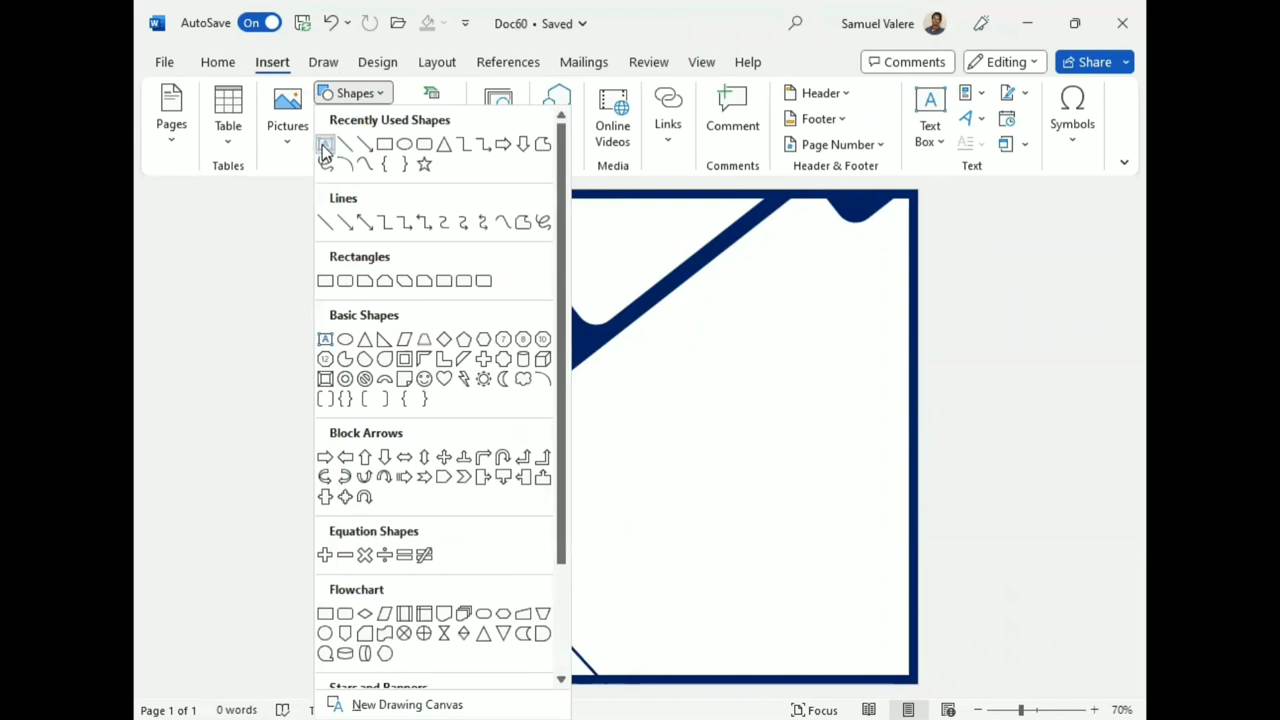 AutoSave On Doc60 • Saved Samuel Valere
File Home Insert Draw Design Layout References Mailings Review View Help Comments Editing Share
Pages Table Pictures Shapes Online Videos Links Comment Header Footer Page Number Text Box Symbols
Tables Media Comments Header & Footer Text
Recently Used Shapes
Lines
Rectangles
Basic Shapes
Block Arrows
Equation Shapes
Flowchart
Stars and Banners
New Drawing Canvas
Page 1 of 1 0 words Focus 70%